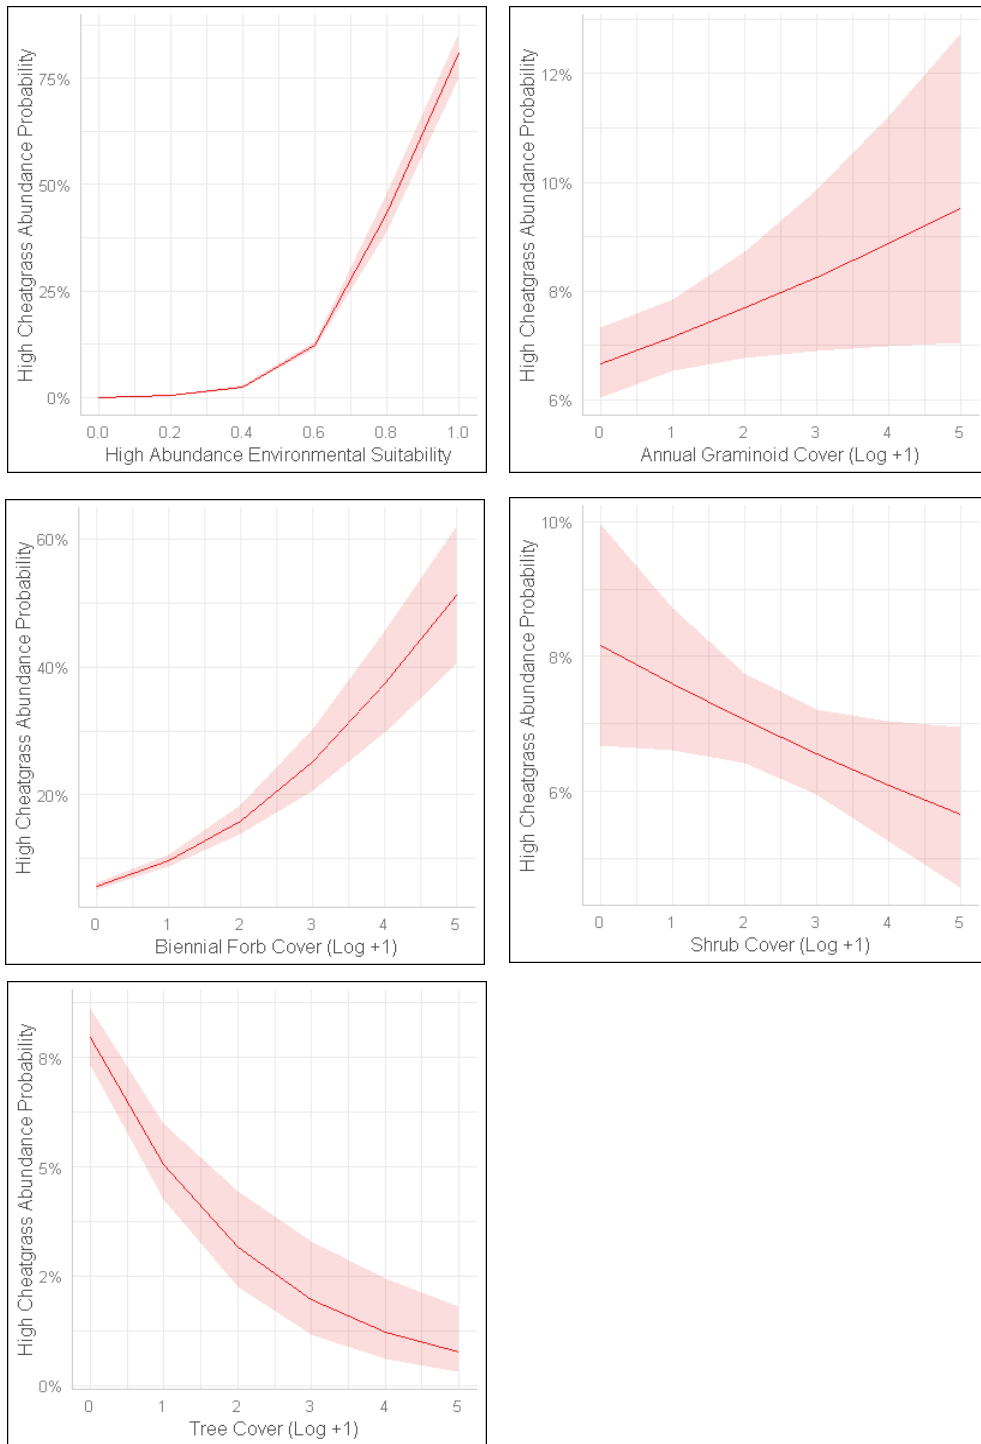 High Cheatgrass Abundance Probability
75%
50%
25%
0%
0.0 0.2 0.4 0.6 0.8 1.0
High Abundance Environmental Suitability
High Cheatgrass Abundance Probability
12%
10%
8%
6%
0 1 2 3 4 5
Annual Graminoid Cover (Log +1)
High Cheatgrass Abundance Probability
60%
40%
20%
0 1 2 3 4 5
Biennial Forb Cover (Log +1)
High Cheatgrass Abundance Probability
10%
8%
6%
0 1 2 3 4 5
Shrub Cover (Log +1)
High Cheatgrass Abundance Probability
8%
5%
2%
0%
0 1 2 3 4 5
Tree Cover (Log +1)